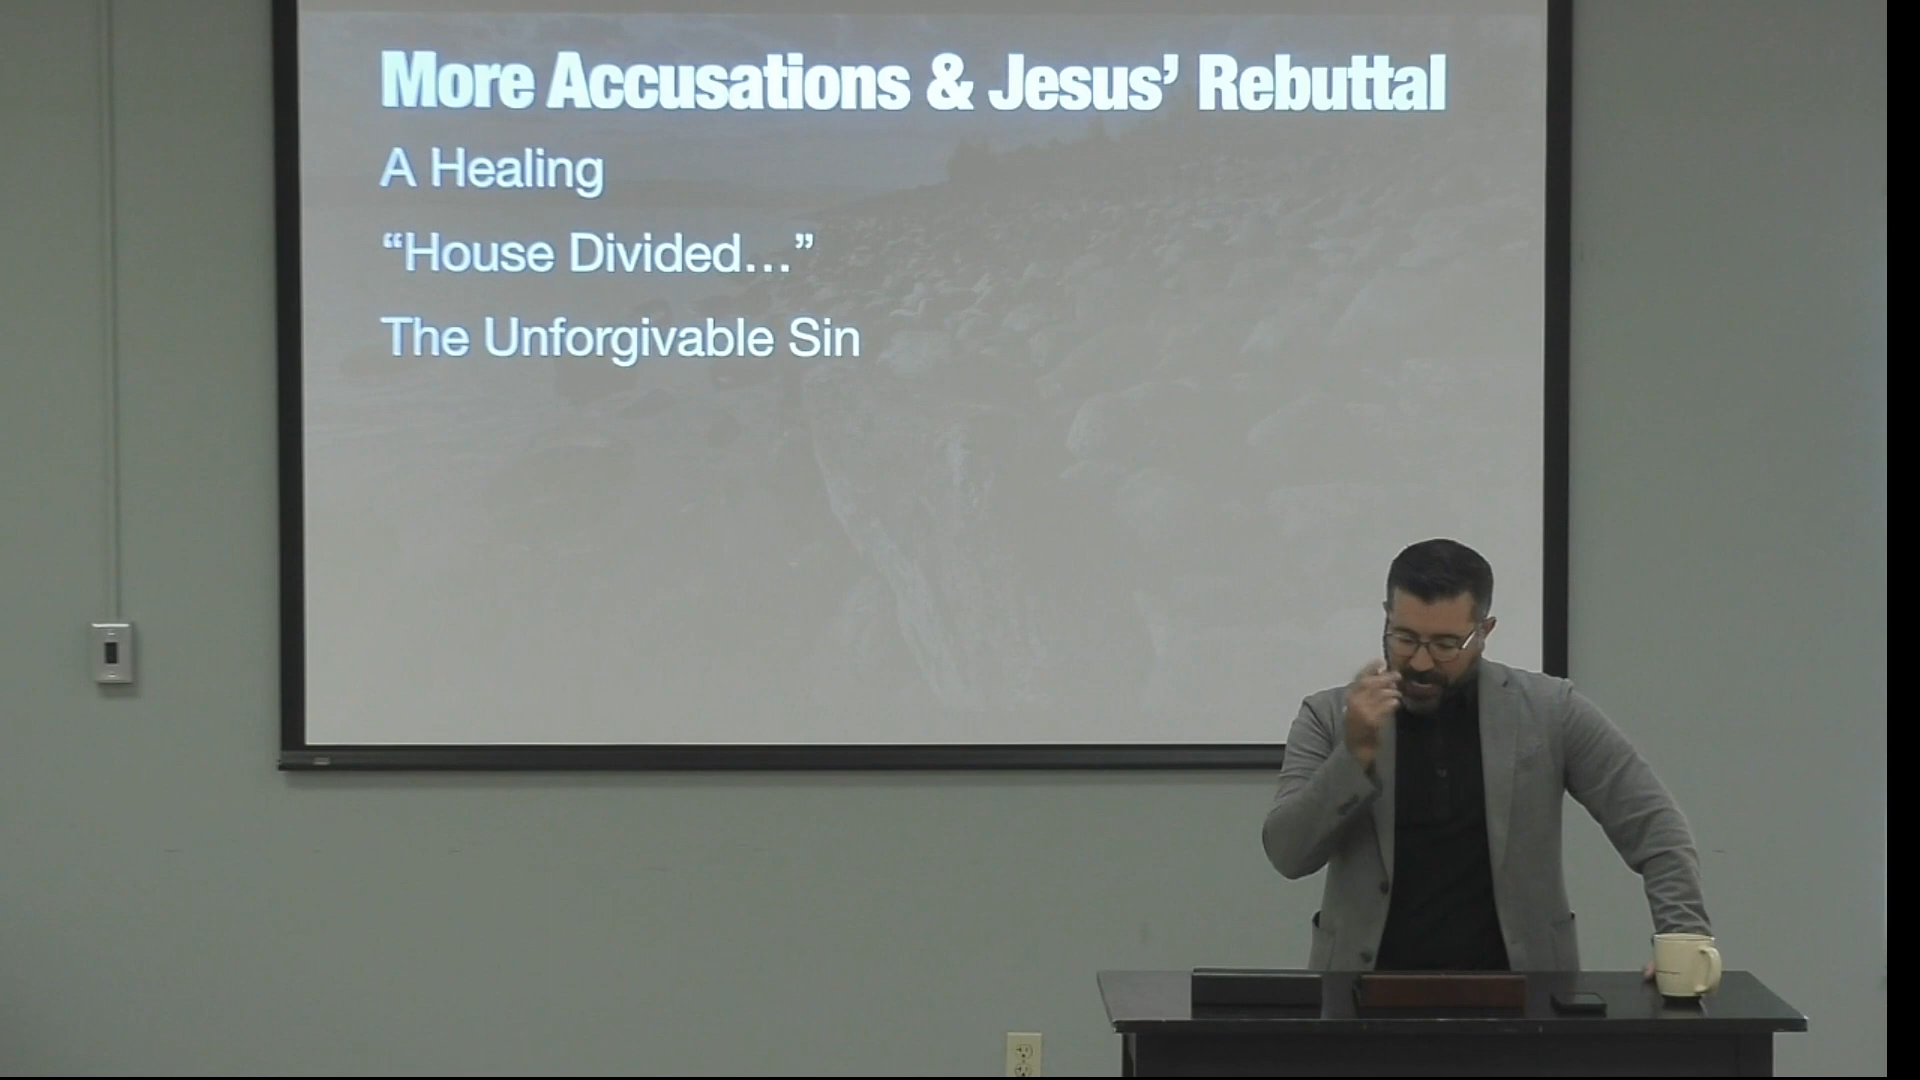 More Accusations & Jesus’ Rebuttal
A Healing
“House Divided…”
The Unforgivable Sin